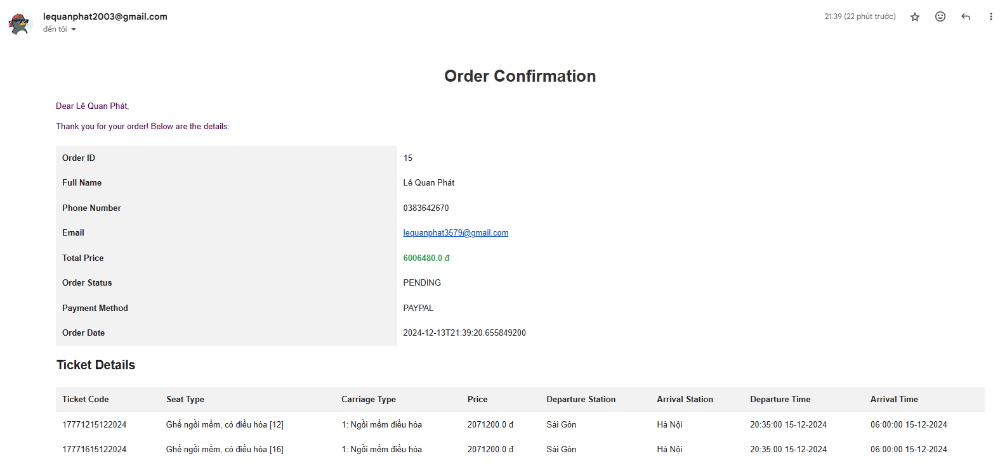 lequanphat2003@gmail.com
21:39 (22 phút trước)
đến tôi
Order Confirmation
Dear Lê Quan Phát,
Thank you for your order! Below are the details:
Order ID 15
Full Name Lê Quan Phát
Phone Number 0383642670
Email lequanphat3579@gmail.com
Total Price 6006480.0 đ
Order Status PENDING
Payment Method PAYPAL
Order Date 2024-12-13T21:39:20.655849200
Ticket Details
Ticket Code Seat Type Carriage Type Price Departure Station Arrival Station Departure Time Arrival Time
17771215122024 Ghế ngồi mềm, có điều hòa [12] 1: Ngồi mềm điều hòa 2071200.0 đ Sài Gòn Hà Nội 20:35:00 15-12-2024 06:00:00 15-12-2024
17771615122024 Ghế ngồi mềm, có điều hòa [16] 1: Ngồi mềm điều hòa 2071200.0 đ Sài Gòn Hà Nội 20:35:00 15-12-2024 06:00:00 15-12-2024